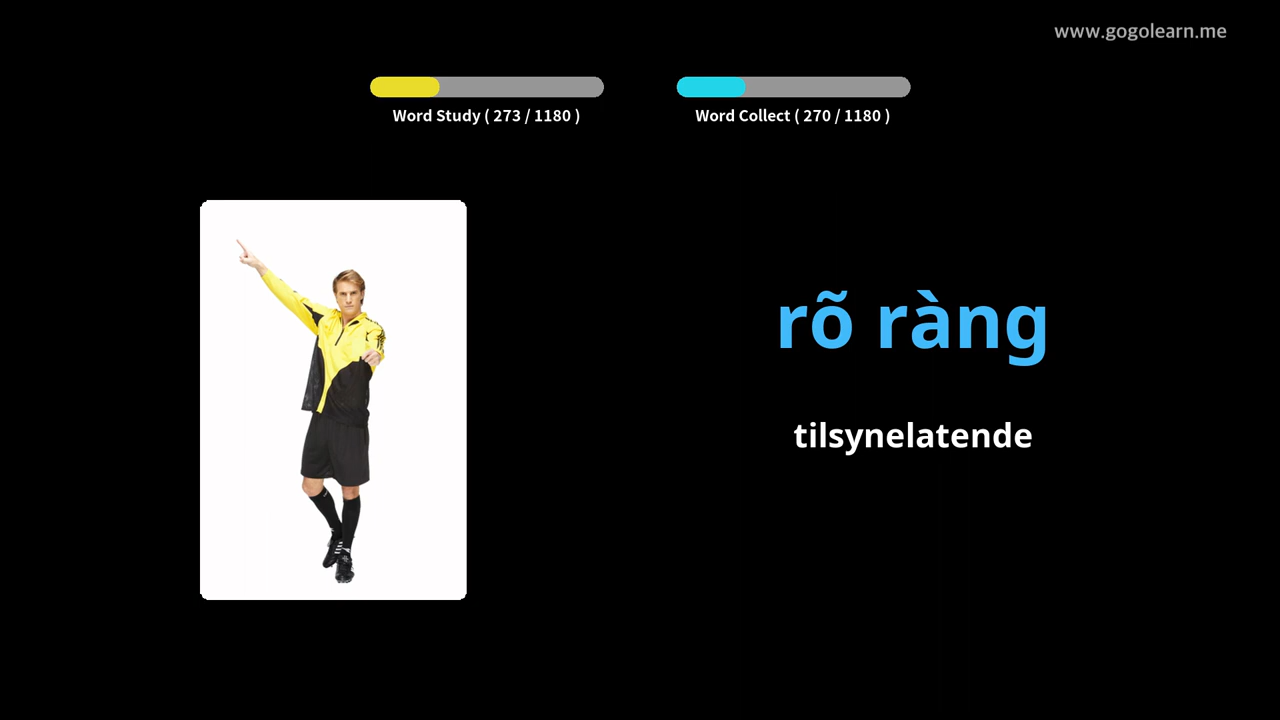 www.gogolearn.me
Word Study ( 273 / 1180 )
Word Collect ( 270 / 1180 )
rõ ràng
tilsynelatende